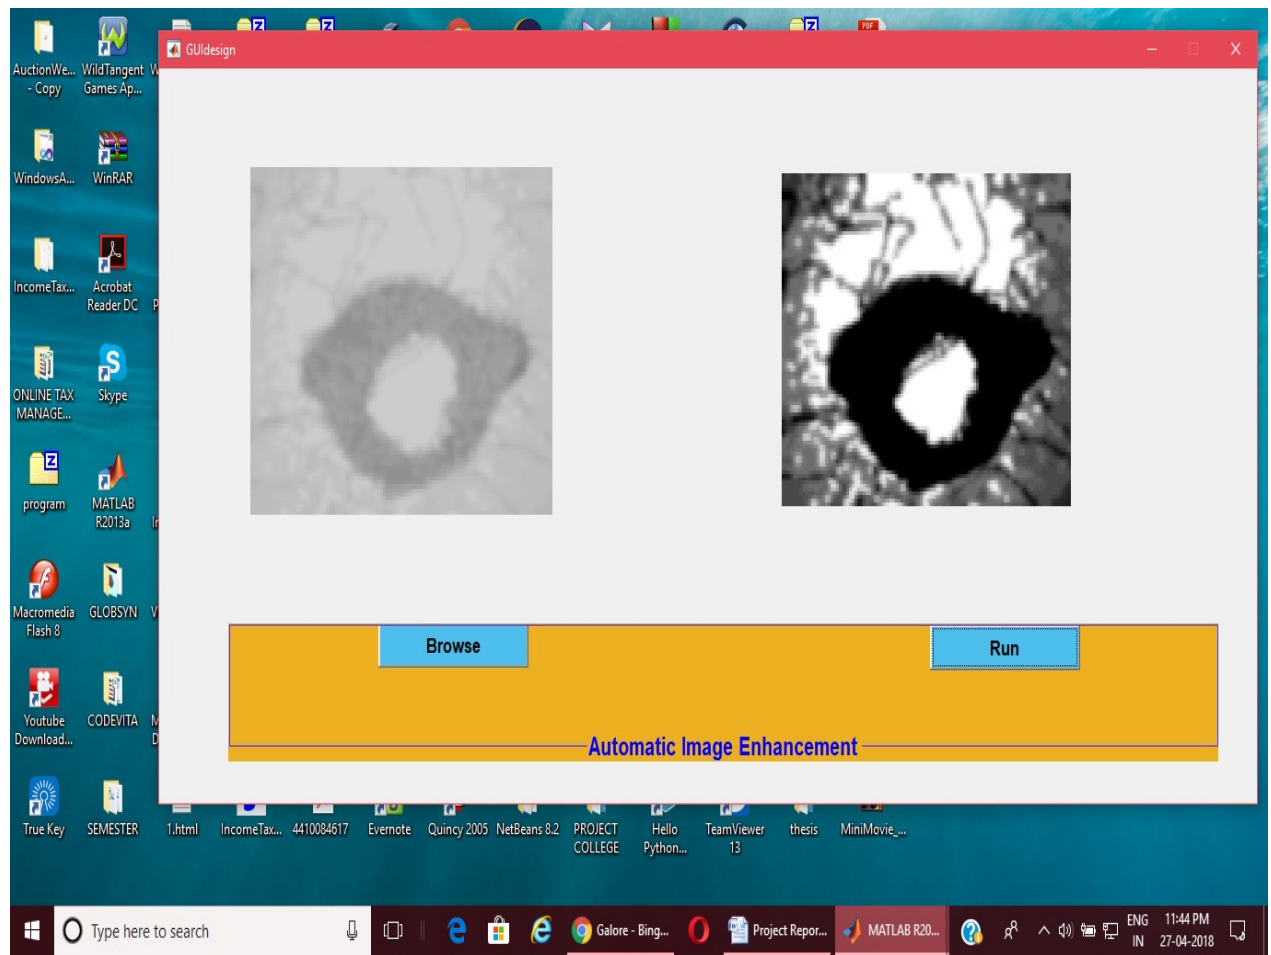 GUIdesign
AuctionWe...
- Copy
WildTangent
Games Ap...
WindowsA...
WinRAR
IncomeTax...
Acrobat
Reader DC
ONLINE TAX
MANAGE...
Skype
program
MATLAB
R2013a
Macromedia
Flash 8
GLOBSYN
Youtube
Download...
CODEVITA
Browse
Run
Automatic Image Enhancement
True Key
SEMESTER
1.html
IncomeTax...
4410084617
Evernote
Quincy 2005
NetBeans 8.2
PROJECT
COLLEGE
Hello
Python...
TeamViewer
13
thesis
MiniMovie_...
Type here to search
Galore - Bing...
Project Repor...
MATLAB R20...
ENG
IN
11:44 PM
27-04-2018